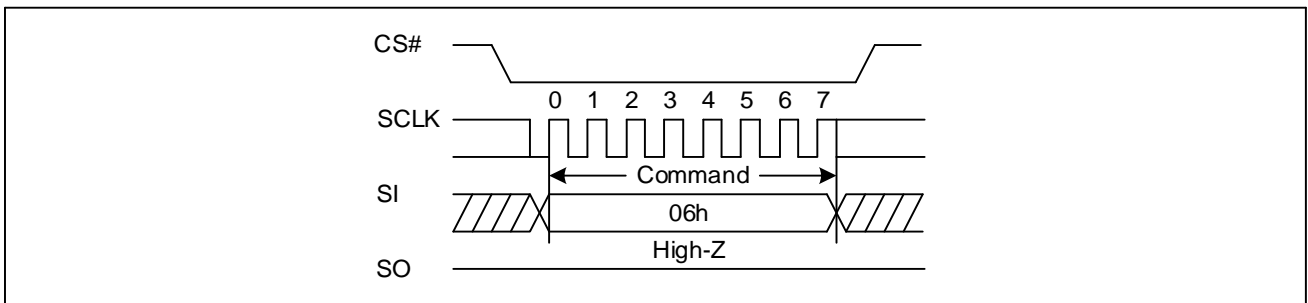 CS#
0 1 2 3 4 5 6 7
SCLK
Command
SI
06h
High-Z
SO